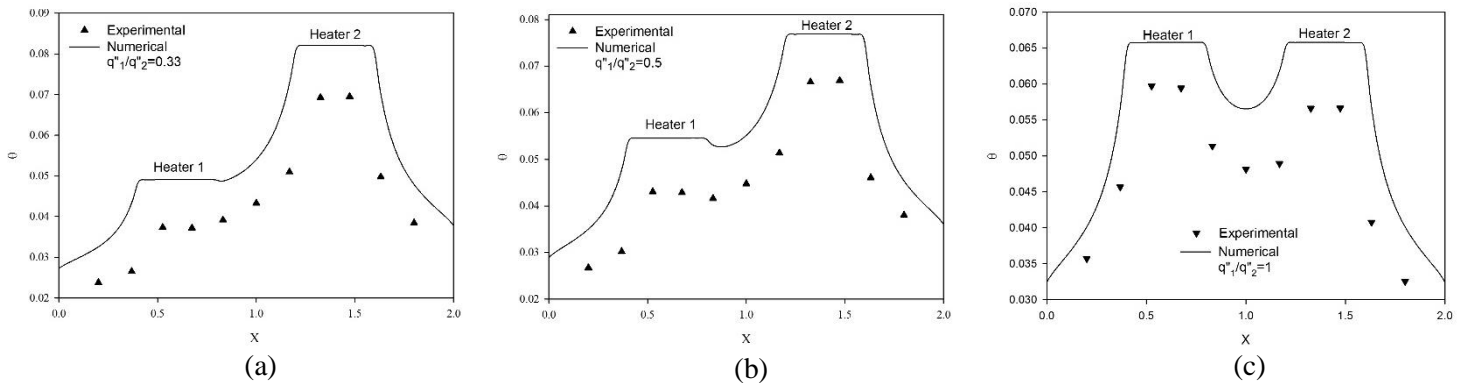 0.09
0.08
0.07
0.06
0.05
0.04
0.03
0.02
θ
▲ Experimental
Numerical
q"₁/q"₂=0.33
Heater 1
Heater 2
0.0 0.5 1.0 1.5 2.0
X
(a)
0.08
0.07
0.06
0.05
0.04
0.03
0.02
θ
▲ Experimental
Numerical
q"₁/q"₂=0.5
Heater 1
Heater 2
0.0 0.5 1.0 1.5 2.0
X
(b)
0.070
0.065
0.060
0.055
0.050
0.045
0.040
0.035
0.030
θ
Heater 1 Heater 2
▼ Experimental
Numerical
q"₁/q"₂=1
0.0 0.5 1.0 1.5 2.0
X
(c)